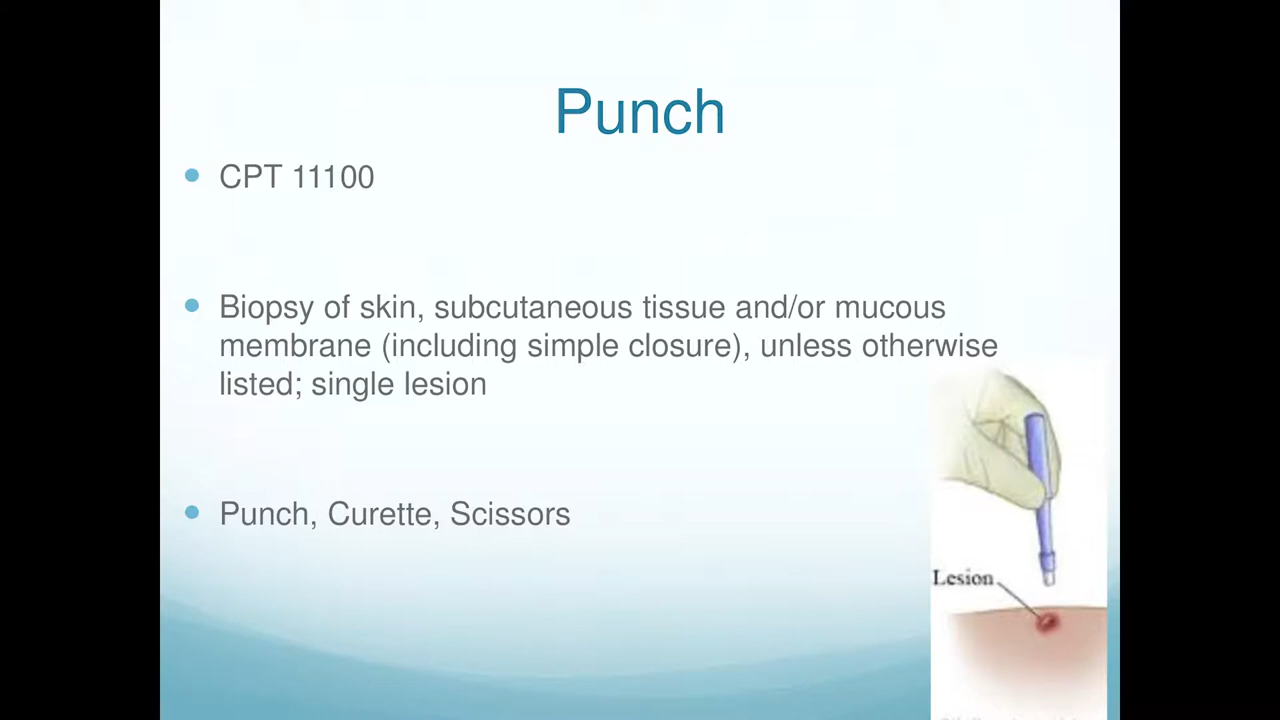 Punch
CPT 11100
Biopsy of skin, subcutaneous tissue and/or mucous
membrane (including simple closure), unless otherwise
listed; single lesion
Punch, Curette, Scissors
Lesion